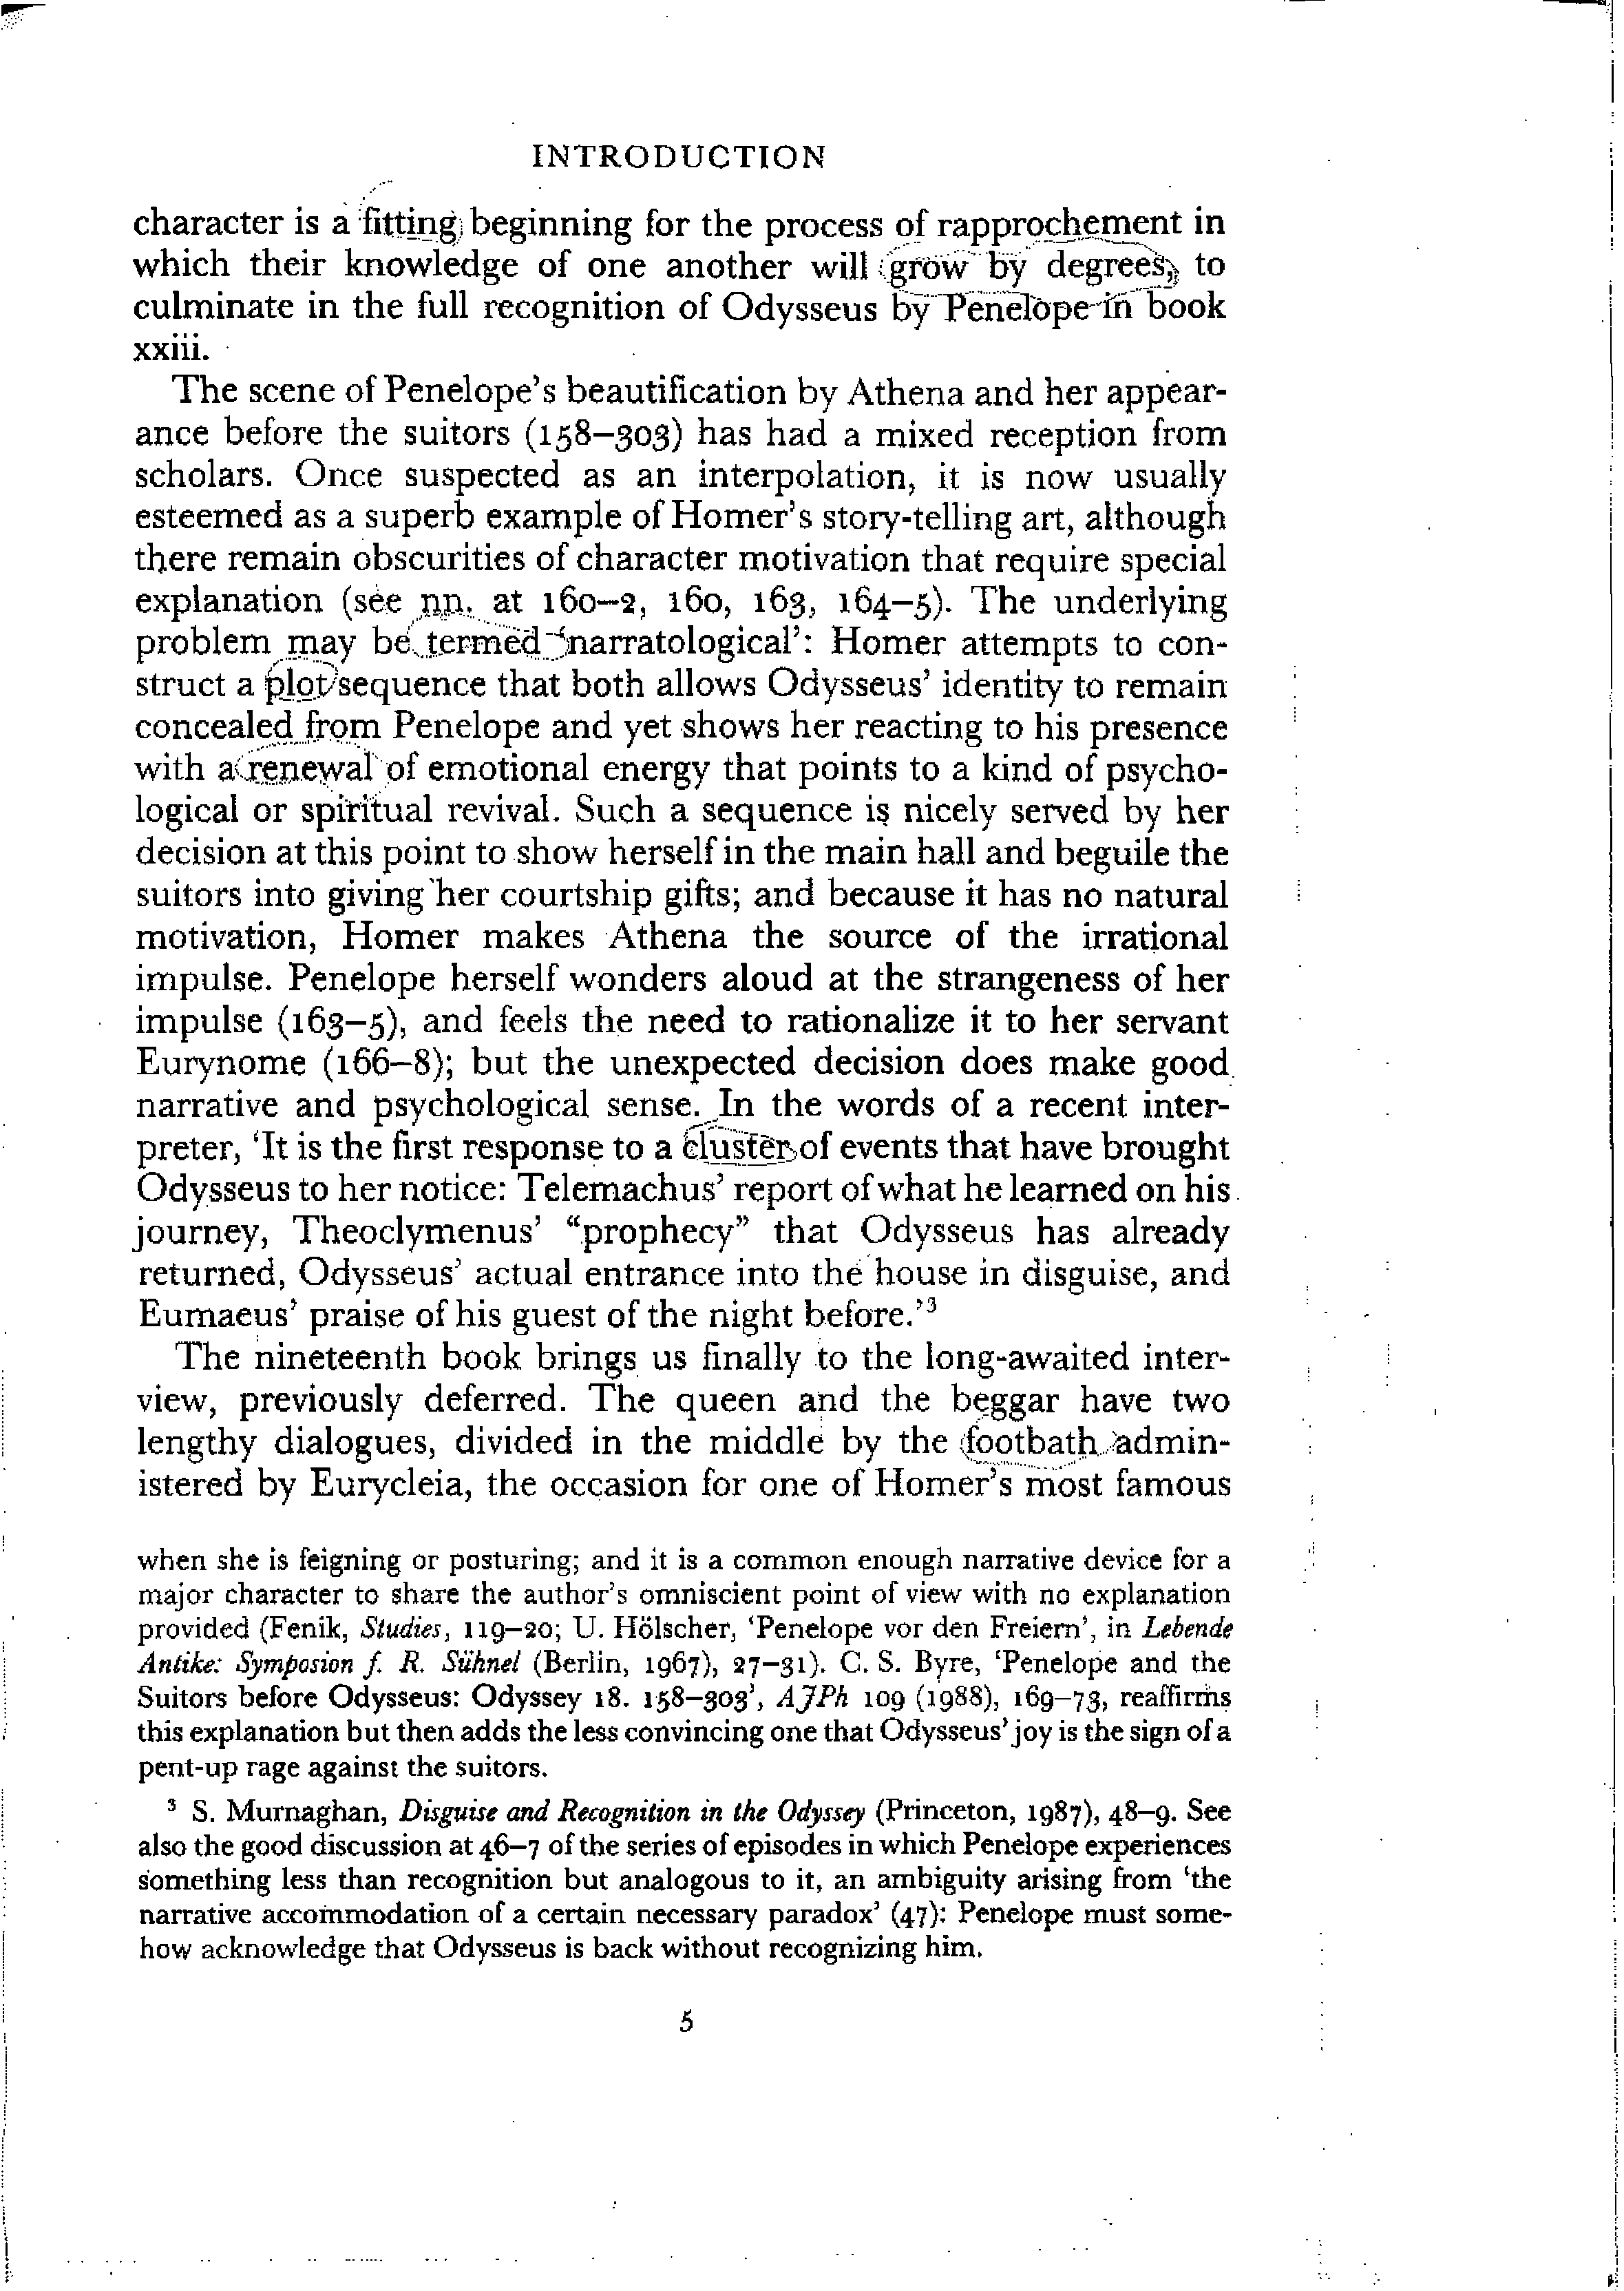 INTRODUCTION
character is a fitting beginning for the process of rapprochement in
which their knowledge of one another will grow by degrees, to
culminate in the full recognition of Odysseus by Penelope in book
xxiii.
The scene of Penelope's beautification by Athena and her appear-
ance before the suitors (158–303) has had a mixed reception from
scholars. Once suspected as an interpolation, it is now usually
esteemed as a superb example of Homer's story-telling art, although
there remain obscurities of character motivation that require special
explanation (see nn. at 160–2, 160, 163, 164–5). The underlying
problem may be termed 'narratological': Homer attempts to con-
struct a plot sequence that both allows Odysseus' identity to remain
concealed from Penelope and yet shows her reacting to his presence
with a renewal of emotional energy that points to a kind of psycho-
logical or spiritual revival. Such a sequence is nicely served by her
decision at this point to show herself in the main hall and beguile the
suitors into giving her courtship gifts; and because it has no natural
motivation, Homer makes Athena the source of the irrational
impulse. Penelope herself wonders aloud at the strangeness of her
impulse (163–5), and feels the need to rationalize it to her servant
Eurynome (166–8); but the unexpected decision does make good
narrative and psychological sense. In the words of a recent inter-
preter, 'It is the first response to a cluster of events that have brought
Odysseus to her notice: Telemachus' report of what he learned on his
journey, Theoclymenus' "prophecy" that Odysseus has already
returned, Odysseus' actual entrance into the house in disguise, and
Eumaeus' praise of his guest of the night before.'³
The nineteenth book brings us finally to the long-awaited inter-
view, previously deferred. The queen and the beggar have two
lengthy dialogues, divided in the middle by the footbath admin-
istered by Eurycleia, the occasion for one of Homer's most famous
when she is feigning or posturing; and it is a common enough narrative device for a
major character to share the author's omniscient point of view with no explanation
provided (Fenik, Studies, 119–20; U. Hölscher, 'Penelope vor den Freiern', in Lebende
Antike: Symposion f. R. Sühnel (Berlin, 1967), 27–31). C. S. Byre, 'Penelope and the
Suitors before Odysseus: Odyssey 18. 158–303', AJPh 109 (1988), 169–73, reaffirms
this explanation but then adds the less convincing one that Odysseus' joy is the sign of a
pent-up rage against the suitors.
³ S. Murnaghan, Disguise and Recognition in the Odyssey (Princeton, 1987), 48–9. See
also the good discussion at 46–7 of the series of episodes in which Penelope experiences
something less than recognition but analogous to it, an ambiguity arising from 'the
narrative accommodation of a certain necessary paradox' (47): Penelope must some-
how acknowledge that Odysseus is back without recognizing him.
5